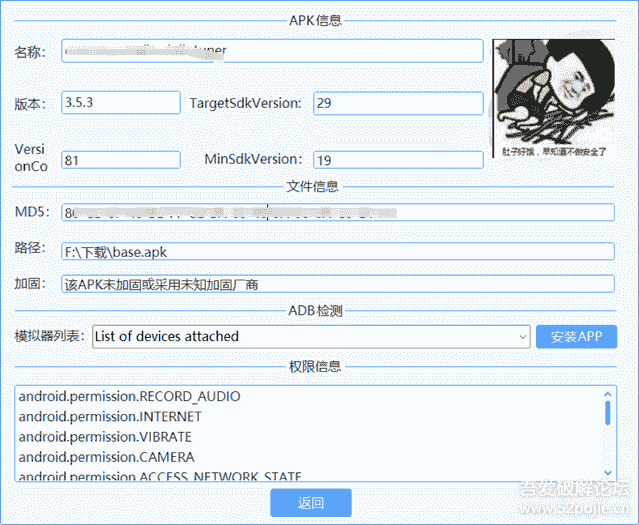 APK信息
名称：
tuner
肚子好饿，早知道不做安全了
版本： 3.5.3 TargetSdkVersion: 29
Versi
onCo 81 MinSdkVersion: 19
文件信息
MD5:
路径： F:\下载\base.apk
加固： 该APK未加固或采用未知加固厂商
ADB检测
模拟器列表： List of devices attached 安装APP
权限信息
android.permission.RECORD_AUDIO
android.permission.INTERNET
android.permission.VIBRATE
android.permission.CAMERA
android.permission.ACCESS_NETWORK_STATE
返回
吾爱破解论坛
www.52pojie.cn